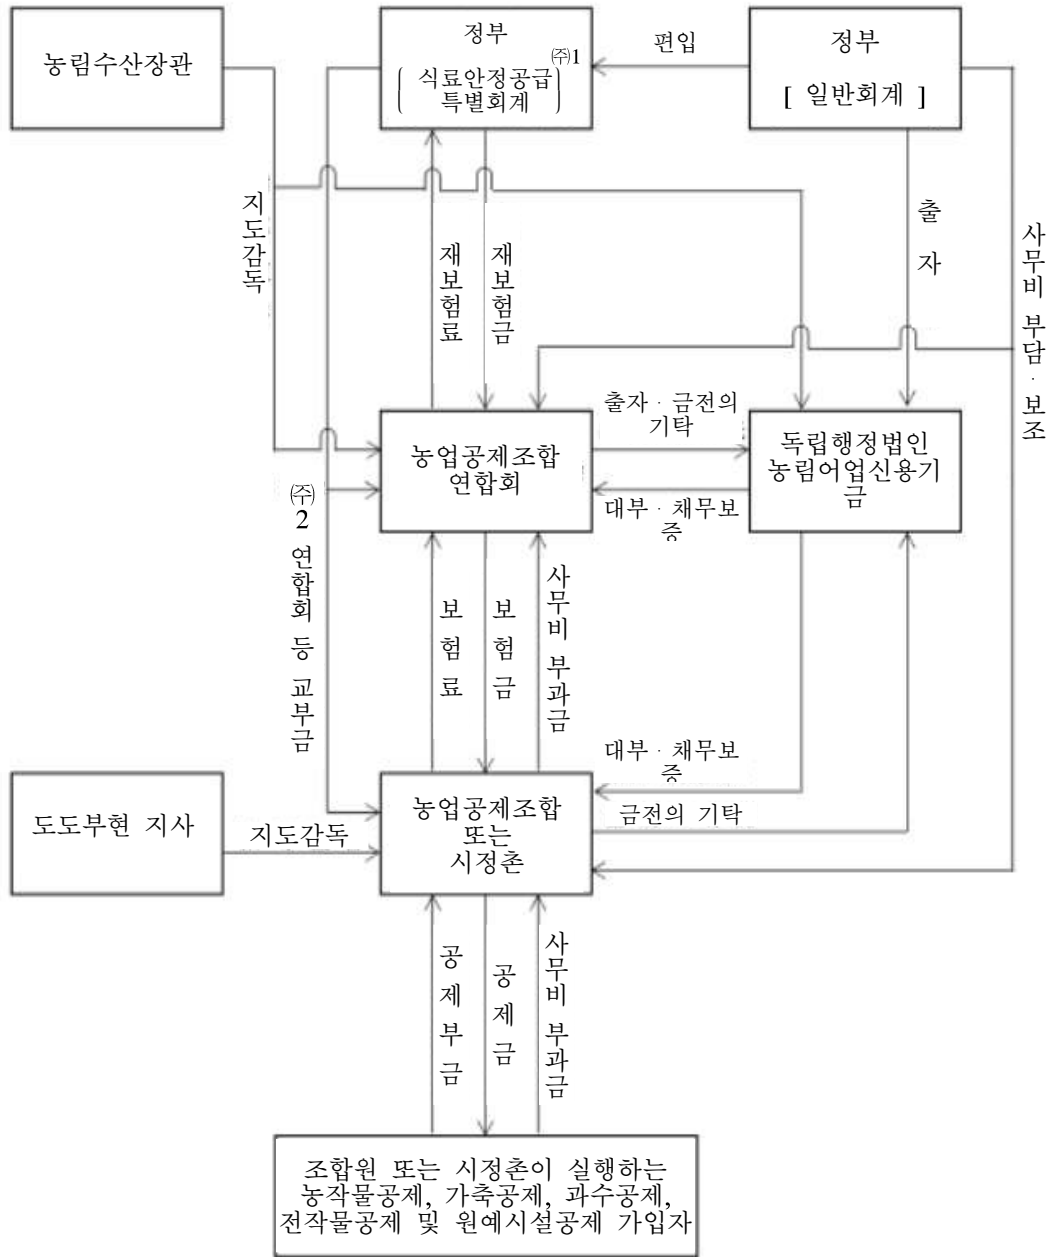 농림수산장관
정부
㈜1
식료안정공급
특별회계
편입
정부
[ 일반회계 ]
지도감독
재보험료
재보험금
출자
사무비 부담 · 보조
농업공제조합
연합회
출자 · 금전의
기탁
대부 · 채무보
증
독립행정법인
농림어업신용기
금
㈜2 연합회 등 교부금
보험료
보험금
사무비 부과금
대부 · 채무보
증
금전의 기탁
도도부현 지사
지도감독
농업공제조합
또는
시정촌
공제부금
공제금
사무비 부과금
조합원 또는 시정촌이 실행하는
농작물공제, 가축공제, 과수공제,
전작물공제 및 원예시설공제 가입자